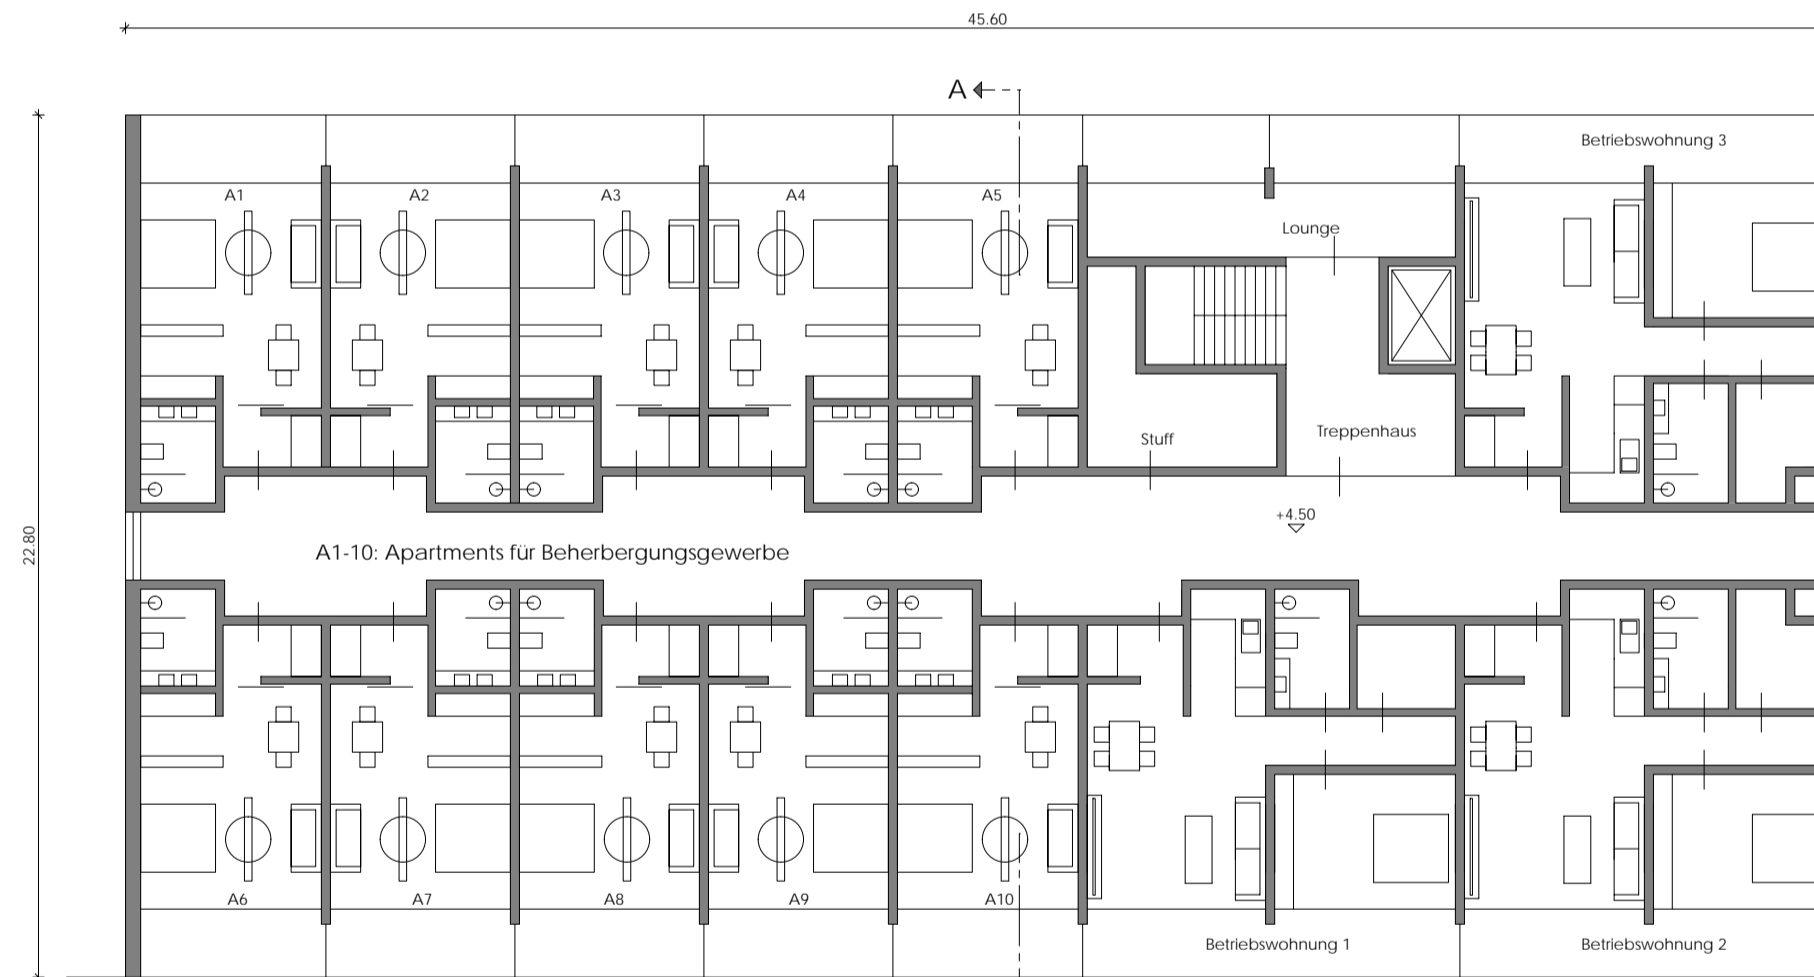 45.60
A
Betriebswohnung 3
A1
A2
A3
A4
A5
Lounge
Stuff
Treppenhaus
+4.50
22.80
A1-10: Apartments für Beherbergungsgewerbe
A6
A7
A8
A9
A10
Betriebswohnung 1
Betriebswohnung 2